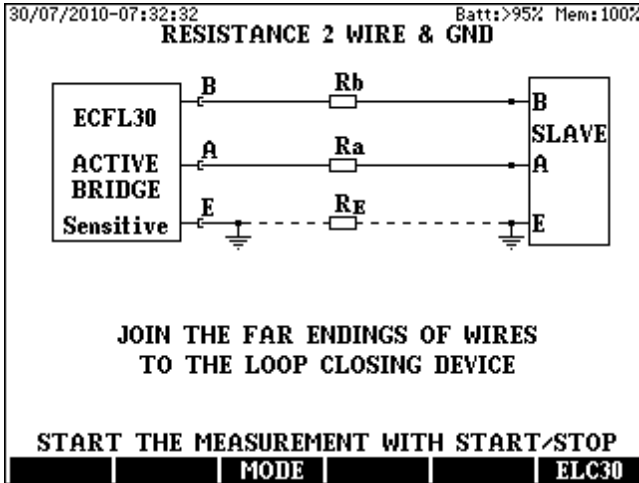 30/07/2010-07:32:32 Batt:>95% Mem:100%
RESISTANCE 2 WIRE & GND
B Rb B
ECFL30 SLAVE
A Ra A
ACTIVE
BRIDGE
E RE E
Sensitive
JOIN THE FAR ENDINGS OF WIRES
TO THE LOOP CLOSING DEVICE
START THE MEASUREMENT WITH START/STOP
MODE ELC30